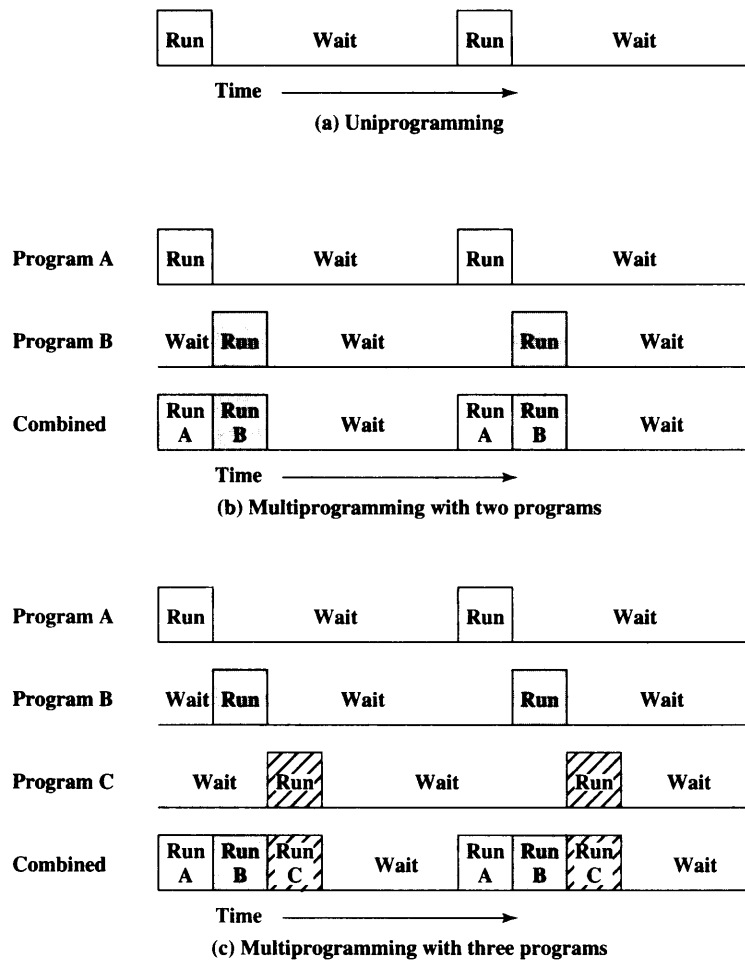 Run Wait Run Wait
Time
(a) Uniprogramming
Program A Run Wait Run Wait
Program B Wait Run Wait Run Wait
Combined Run A Run B Wait Run A Run B Wait
Time
(b) Multiprogramming with two programs
Program A Run Wait Run Wait
Program B Wait Run Wait Run Wait
Program C Wait Run Wait Run Wait
Combined Run A Run B Run C Wait Run A Run B Run C Wait
Time
(c) Multiprogramming with three programs